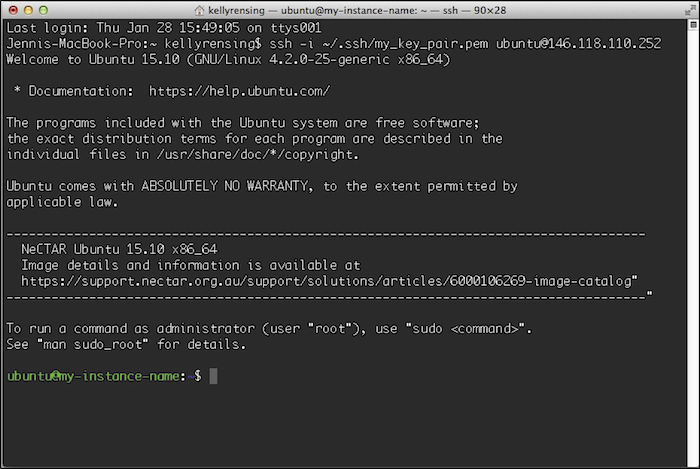 kellyrensing — ubuntu@my-instance-name: ~ — ssh — 90×28
Last login: Thu Jan 28 15:49:05 on ttys001
Jennis-MacBook-Pro:~ kellyrensing$ ssh -i ~/.ssh/my_key_pair.pem ubuntu@146.118.110.252
Welcome to Ubuntu 15.10 (GNU/Linux 4.2.0-25-generic x86_64)
* Documentation:  https://help.ubuntu.com/
The programs included with the Ubuntu system are free software;
the exact distribution terms for each program are described in the
individual files in /usr/share/doc/*/copyright.
Ubuntu comes with ABSOLUTELY NO WARRANTY, to the extent permitted by
applicable law.
--------------------------------------------------------------------------------
NeCTAR Ubuntu 15.10 x86_64
Image details and information is available at
https://support.nectar.org.au/support/solutions/articles/6000106269-image-catalog"
--------------------------------------------------------------------------------"
To run a command as administrator (user "root"), use "sudo <command>".
See "man sudo_root" for details.
ubuntu@my-instance-name:~$